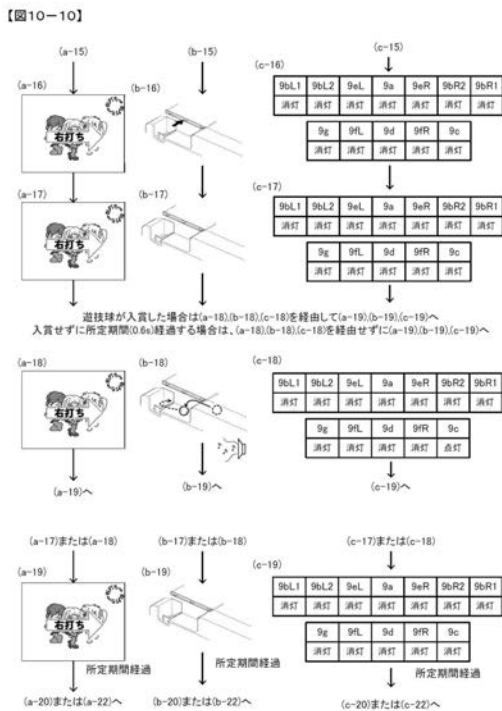 【図10-10】
(a-15)
(b-15)
(c-15)
(a-16)
右打ち
(b-16)
(c-16)
9bL1 9bL2 9eL 9a 9eR 9bR2 9bR1
消灯 消灯 消灯 消灯 消灯 消灯 消灯
9g 9fL 9d 9fR 9c
消灯 消灯 消灯 消灯 消灯
(a-17)
右打ち
(b-17)
(c-17)
9bL1 9bL2 9eL 9a 9eR 9bR2 9bR1
消灯 消灯 消灯 消灯 消灯 消灯 消灯
9g 9fL 9d 9fR 9c
消灯 消灯 消灯 消灯 消灯
遊技球が入賞した場合は(a-18),(b-18),(c-18)を経由して(a-19),(b-19),(c-19)へ
入賞せずに所定期間(0.6s)経過する場合は、(a-18),(b-18),(c-18)を経由せずに(a-19),(b-19),(c-19)へ
(a-18)
右打ち
(b-18)
(c-18)
9bL1 9bL2 9eL 9a 9eR 9bR2 9bR1
消灯 消灯 消灯 消灯 消灯 消灯 消灯
9g 9fL 9d 9fR 9c
消灯 消灯 消灯 消灯 点灯
(a-19)へ
(b-19)へ
(c-19)へ
(a-17)または(a-18)
(b-17)または(b-18)
(c-17)または(c-18)
(a-19)
右打ち
(b-19)
(c-19)
9bL1 9bL2 9eL 9a 9eR 9bR2 9bR1
消灯 消灯 消灯 消灯 消灯 消灯 消灯
9g 9fL 9d 9fR 9c
消灯 消灯 消灯 消灯 消灯
所定期間経過
所定期間経過
所定期間経過
(a-20)または(a-22)へ
(b-20)または(b-22)へ
(c-20)または(c-22)へ